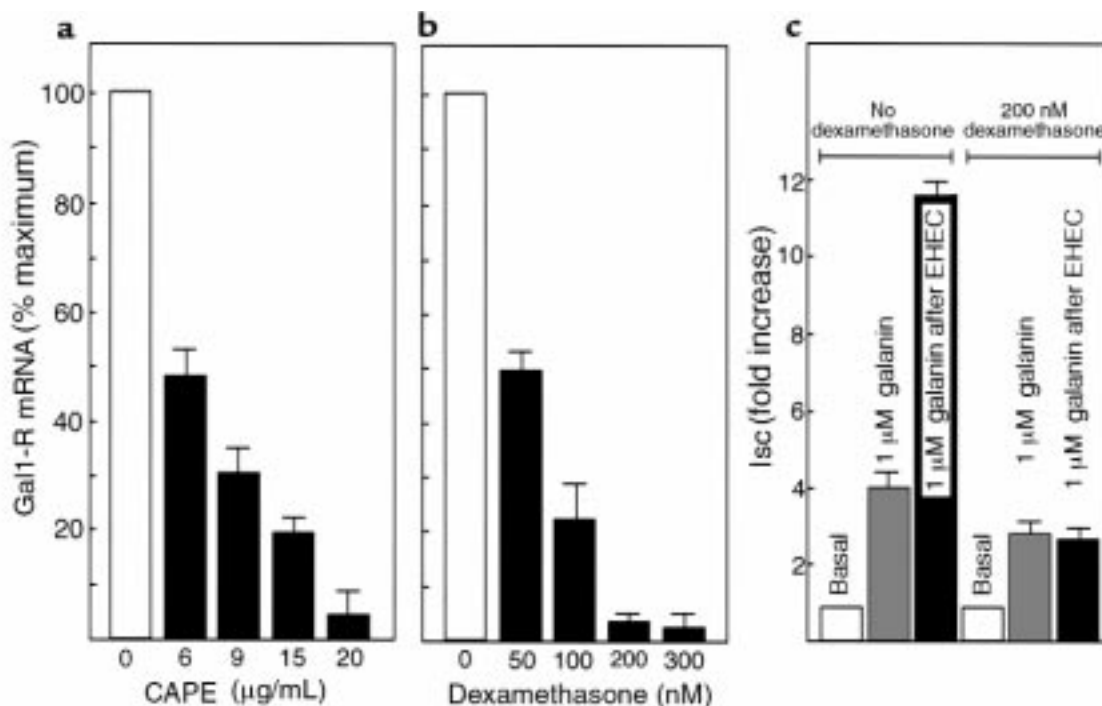 a
Gal1-R mRNA (% maximum)
100
80
60
40
20
0 6 9 15 20
CAPE (µg/mL)
b
0 50 100 200 300
Dexamethasone (nM)
c
Isc (fold increase)
12
10
8
6
4
2
No
dexamethasone
200 nM
dexamethasone
Basal
1 µM galanin
1 µM galanin after EHEC
Basal
1 µM galanin
1 µM galanin after EHEC